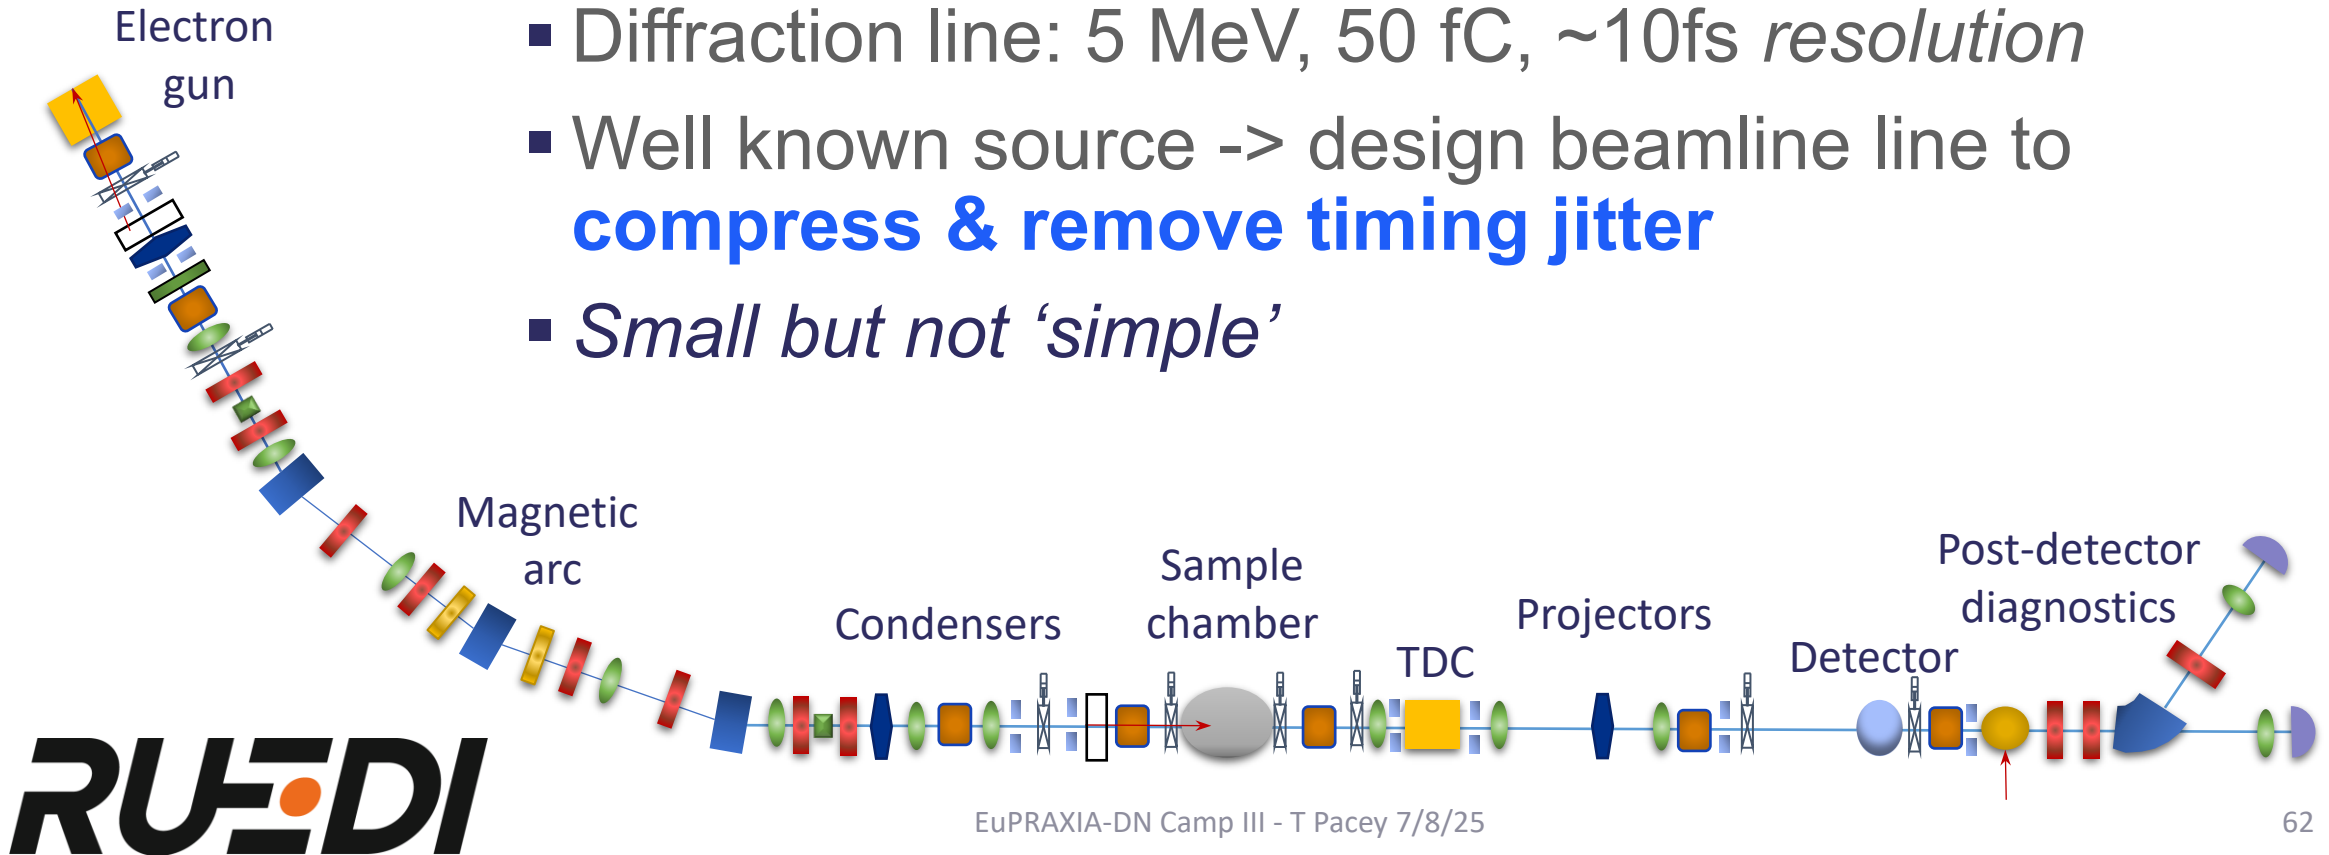 Electron
gun
Diffraction line: 5 MeV, 50 fC, ~10fs resolution
Well known source -> design beamline line to
compress & remove timing jitter
Small but not ‘simple’
Magnetic
arc
Condensers
Sample
chamber
TDC
Projectors
Detector
Post-detector
diagnostics
RUEDI
EuPRAXIA-DN Camp III - T Pacey 7/8/25
62